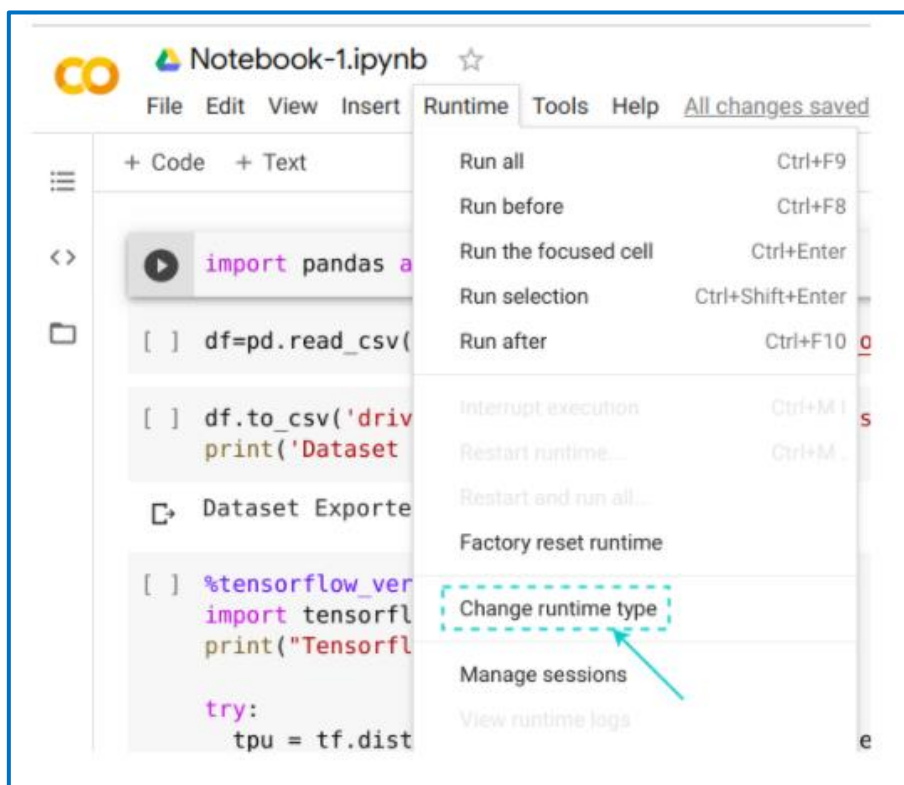 CO
Notebook-1.ipynb
File Edit View Insert Runtime Tools Help All changes saved
+ Code + Text
Run all Ctrl+F9
Run before Ctrl+F8
Run the focused cell Ctrl+Enter
Run selection Ctrl+Shift+Enter
Run after Ctrl+F10
Interrupt execution Ctrl+M I
Restart runtime... Ctrl+M .
Restart and run all...
Factory reset runtime
Change runtime type
Manage sessions
View runtime logs
import pandas a
[ ] df=pd.read_csv( o
[ ] df.to_csv('driv s
print('Dataset
Dataset Exporte
[ ] %tensorflow_ver
import tensorfl
print("Tensorfl
try:
tpu = tf.dist e